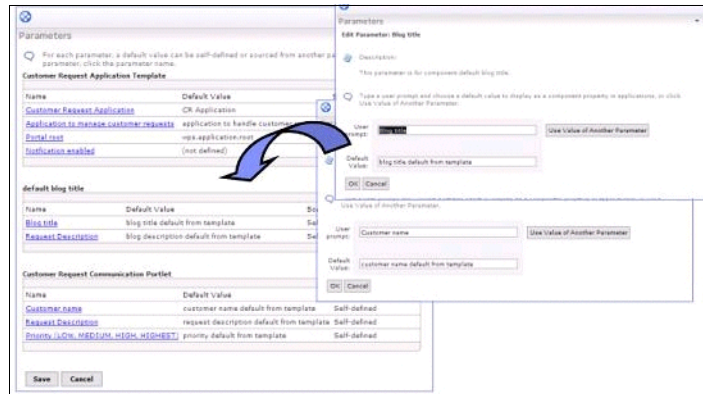 Parameters
For each parameter, a default value can be self-defined or sourced from another pa
parameter, click the parameter name.
Customer Request Application Template
Name Default Value
Customer Request Application CR Application
Application to manage customer requests application to handle customer
Portal root wps.application.root
Notification enabled (not defined)
default blog title
Name Default Value
Blog title blog title default from template
Request Description blog description default from template
Customer Request Communication Portlet
Name Default Value
Customer name customer name default from template Self-defined
Request Description request description default from template Self-defined
Priority (LOW, MEDIUM, HIGH, HIGHEST) priority default from template Self-defined
Save Cancel
Parameters
Edit Parameter: Blog title
Description:
This parameter is for component default blog title.
Type a user prompt and choose a default value to display as a component property in applications, or click
Use Value of Another Parameter.
User prompt: Blog title Use Value of Another Parameter
Default Value: blog title default from template
OK Cancel
Use Value of Another Parameter.
User prompt: Customer name Use Value of Another Parameter
Default Value: customer name default from template
OK Cancel